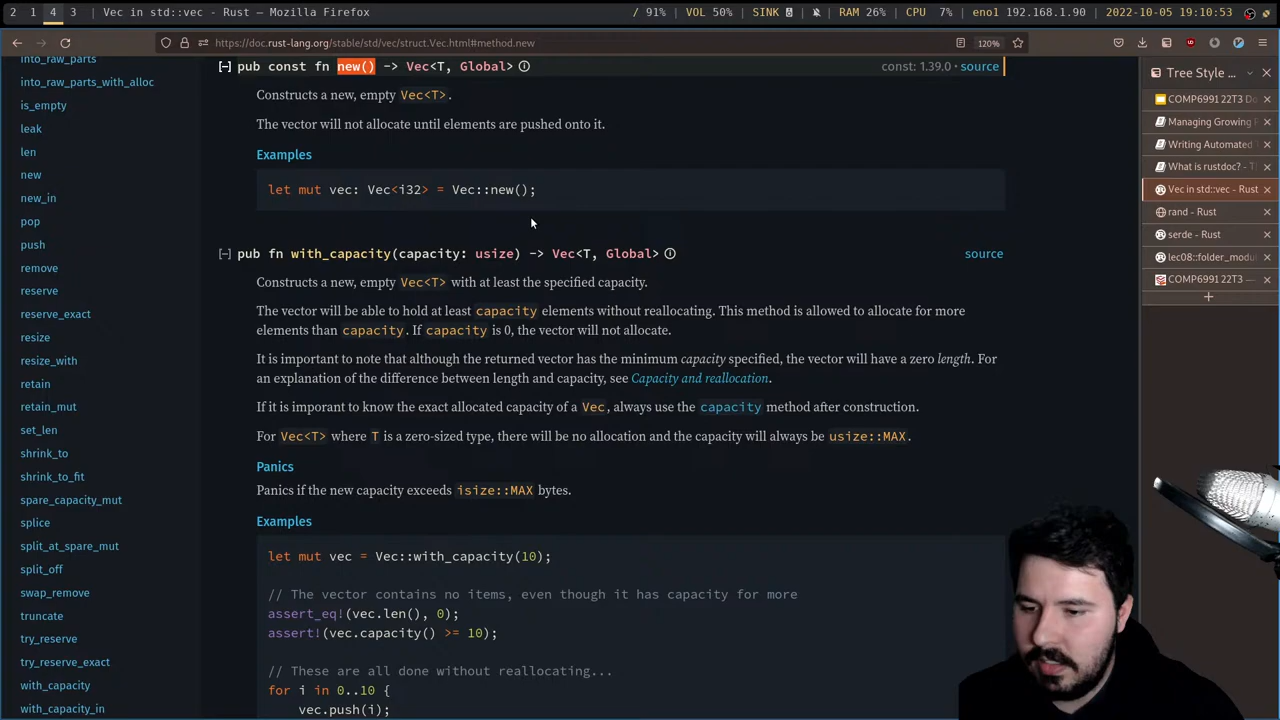 2 1 4 3 Vec in std::vec - Rust — Mozilla Firefox
/ 91% VOL 50% SINK RAM 26% CPU 7% eno1 192.168.1.90 2022-10-05 19:10:53
https://doc.rust-lang.org/stable/std/vec/struct.Vec.html#method.new
120%
into_raw_parts
into_raw_parts_with_alloc
is_empty
leak
len
new
new_in
pop
push
remove
reserve
reserve_exact
resize
resize_with
retain
retain_mut
set_len
shrink_to
shrink_to_fit
spare_capacity_mut
splice
split_at_spare_mut
split_off
swap_remove
truncate
try_reserve
try_reserve_exact
with_capacity
with_capacity_in
[-] pub const fn new() -> Vec<T, Global> ⓘ
const: 1.39.0 · source
Constructs a new, empty Vec<T>.
The vector will not allocate until elements are pushed onto it.
Examples
let mut vec: Vec<i32> = Vec::new();
[-] pub fn with_capacity(capacity: usize) -> Vec<T, Global> ⓘ
source
Constructs a new, empty Vec<T> with at least the specified capacity.
The vector will be able to hold at least capacity elements without reallocating. This method is allowed to allocate for more
elements than capacity. If capacity is 0, the vector will not allocate.
It is important to note that although the returned vector has the minimum capacity specified, the vector will have a zero length. For
an explanation of the difference between length and capacity, see Capacity and reallocation.
If it is imporant to know the exact allocated capacity of a Vec, always use the capacity method after construction.
For Vec<T> where T is a zero-sized type, there will be no allocation and the capacity will always be usize::MAX.
Panics
Panics if the new capacity exceeds isize::MAX bytes.
Examples
let mut vec = Vec::with_capacity(10);
// The vector contains no items, even though it has capacity for more
assert_eq!(vec.len(), 0);
assert!(vec.capacity() >= 10);
// These are all done without reallocating...
for i in 0..10 {
vec.push(i);
Tree Style ...
COMP6991 22T3 Do
Managing Growing
Writing Automated
What is rustdoc? - Th
Vec in std::vec - Rust
rand - Rust
serde - Rust
lec08::folder_modu
COMP6991 22T3 —